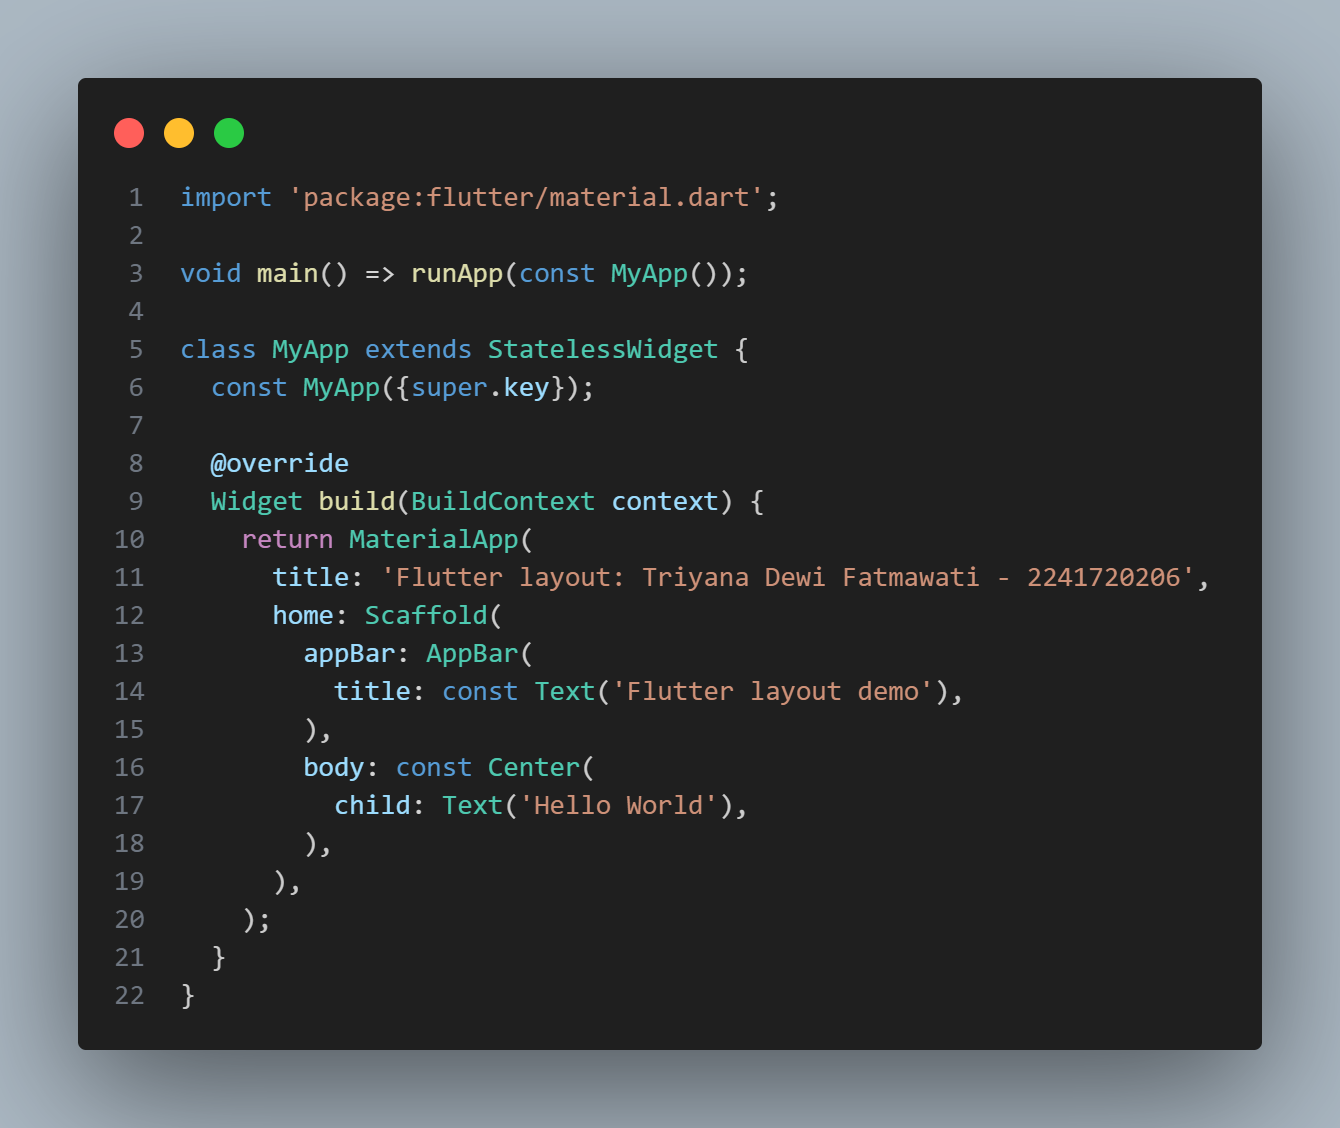 1 import 'package:flutter/material.dart';
2
3 void main() => runApp(const MyApp());
4
5 class MyApp extends StatelessWidget {
6   const MyApp({super.key});
7
8   @override
9   Widget build(BuildContext context) {
10     return MaterialApp(
11       title: 'Flutter layout: Triyana Dewi Fatmawati - 2241720206',
12       home: Scaffold(
13         appBar: AppBar(
14           title: const Text('Flutter layout demo'),
15         ),
16         body: const Center(
17           child: Text('Hello World'),
18         ),
19       ),
20     );
21   }
22 }